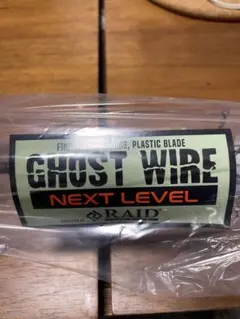 PLASTIC BLADE
GHOST WIRE
NEXT LEVEL
RAID